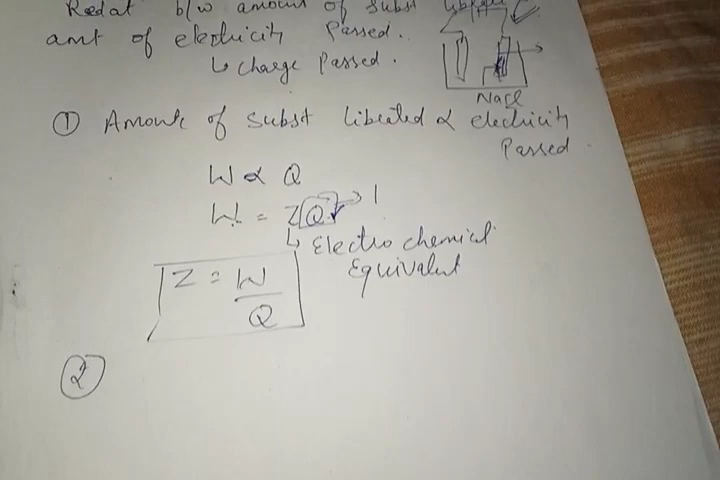 b/w amount of subst
amt of electricity Passed.
↳ charge Passed.
NaCl
① Amount of subst liberated ∝ electricity
Passed
W ∝ Q
W = ZQ → 1
↳ Electro chemical
Equivalent
Z = W
Q
②